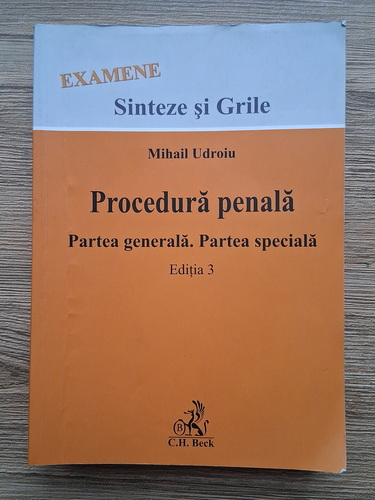 EXAMENE
Sinteze şi Grile
Mihail Udroiu
Procedură penală
Partea generală. Partea specială
Ediţia 3
B
C.H. Beck